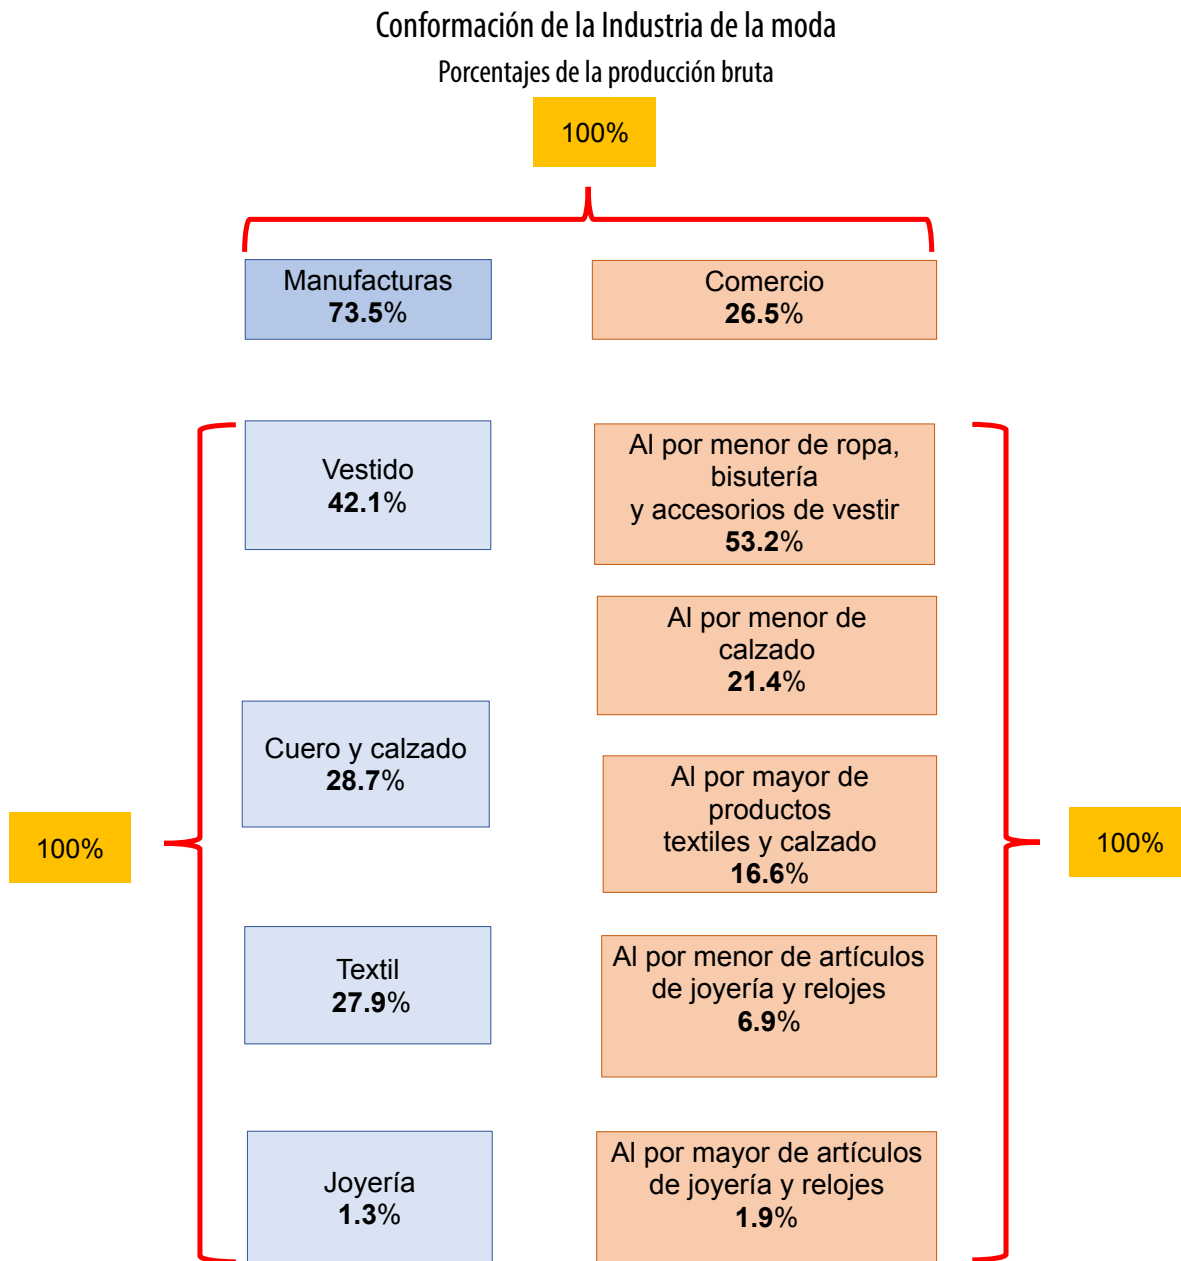 Conformación de la Industria de la moda
Porcentajes de la producción bruta
100%
Manufacturas
73.5%
Comercio
26.5%
Vestido
42.1%
Cuero y calzado
28.7%
Textil
27.9%
Joyería
1.3%
100%
Al por menor de ropa,
bisutería
y accesorios de vestir
53.2%
Al por menor de
calzado
21.4%
Al por mayor de
productos
textiles y calzado
16.6%
Al por menor de artículos
de joyería y relojes
6.9%
Al por mayor de artículos
de joyería y relojes
1.9%
100%